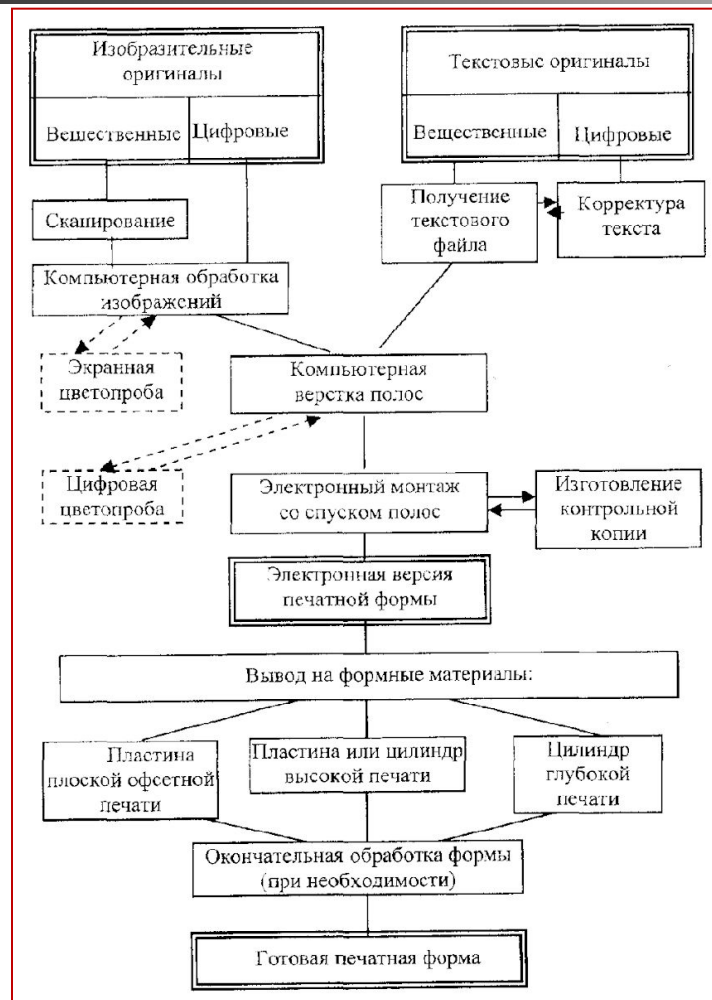 Изобразительные
оригиналы
Вещественные
Цифровые
Текстовые оригиналы
Вещественные
Цифровые
Сканирование
Получение
текстового
файла
Корректура
текста
Компьютерная обработка
изображений
Экранная
цветопроба
Компьютерная
верстка полос
Цифровая
цветопроба
Электронный монтаж
со спуском полос
Изготовление
контрольной
копии
Электронная версия
печатной формы
Вывод на формные материалы:
Пластина
плоской офсетной
печати
Пластина или цилиндр
высокой печати
Цилиндр
глубокой
печати
Окончательная обработка формы
(при необходимости)
Готовая печатная форма